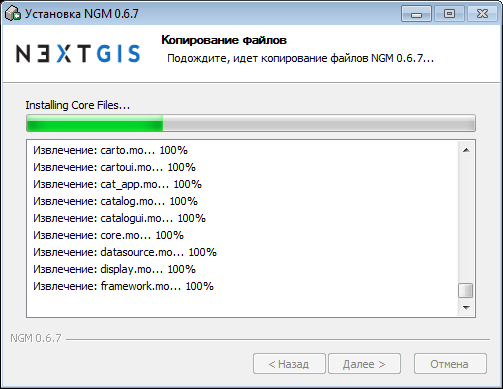 Установка NGM 0.6.7
NEXTGIS
Копирование файлов
Подождите, идет копирование файлов NGM 0.6.7...
Installing Core Files...
Извлечение: carto.mo... 100%
Извлечение: cartoui.mo... 100%
Извлечение: cat_app.mo... 100%
Извлечение: catalog.mo... 100%
Извлечение: catalogui.mo... 100%
Извлечение: core.mo... 100%
Извлечение: datasource.mo... 100%
Извлечение: display.mo... 100%
Извлечение: framework.mo... 100%
NGM 0.6.7
< Назад
Далее >
Отмена